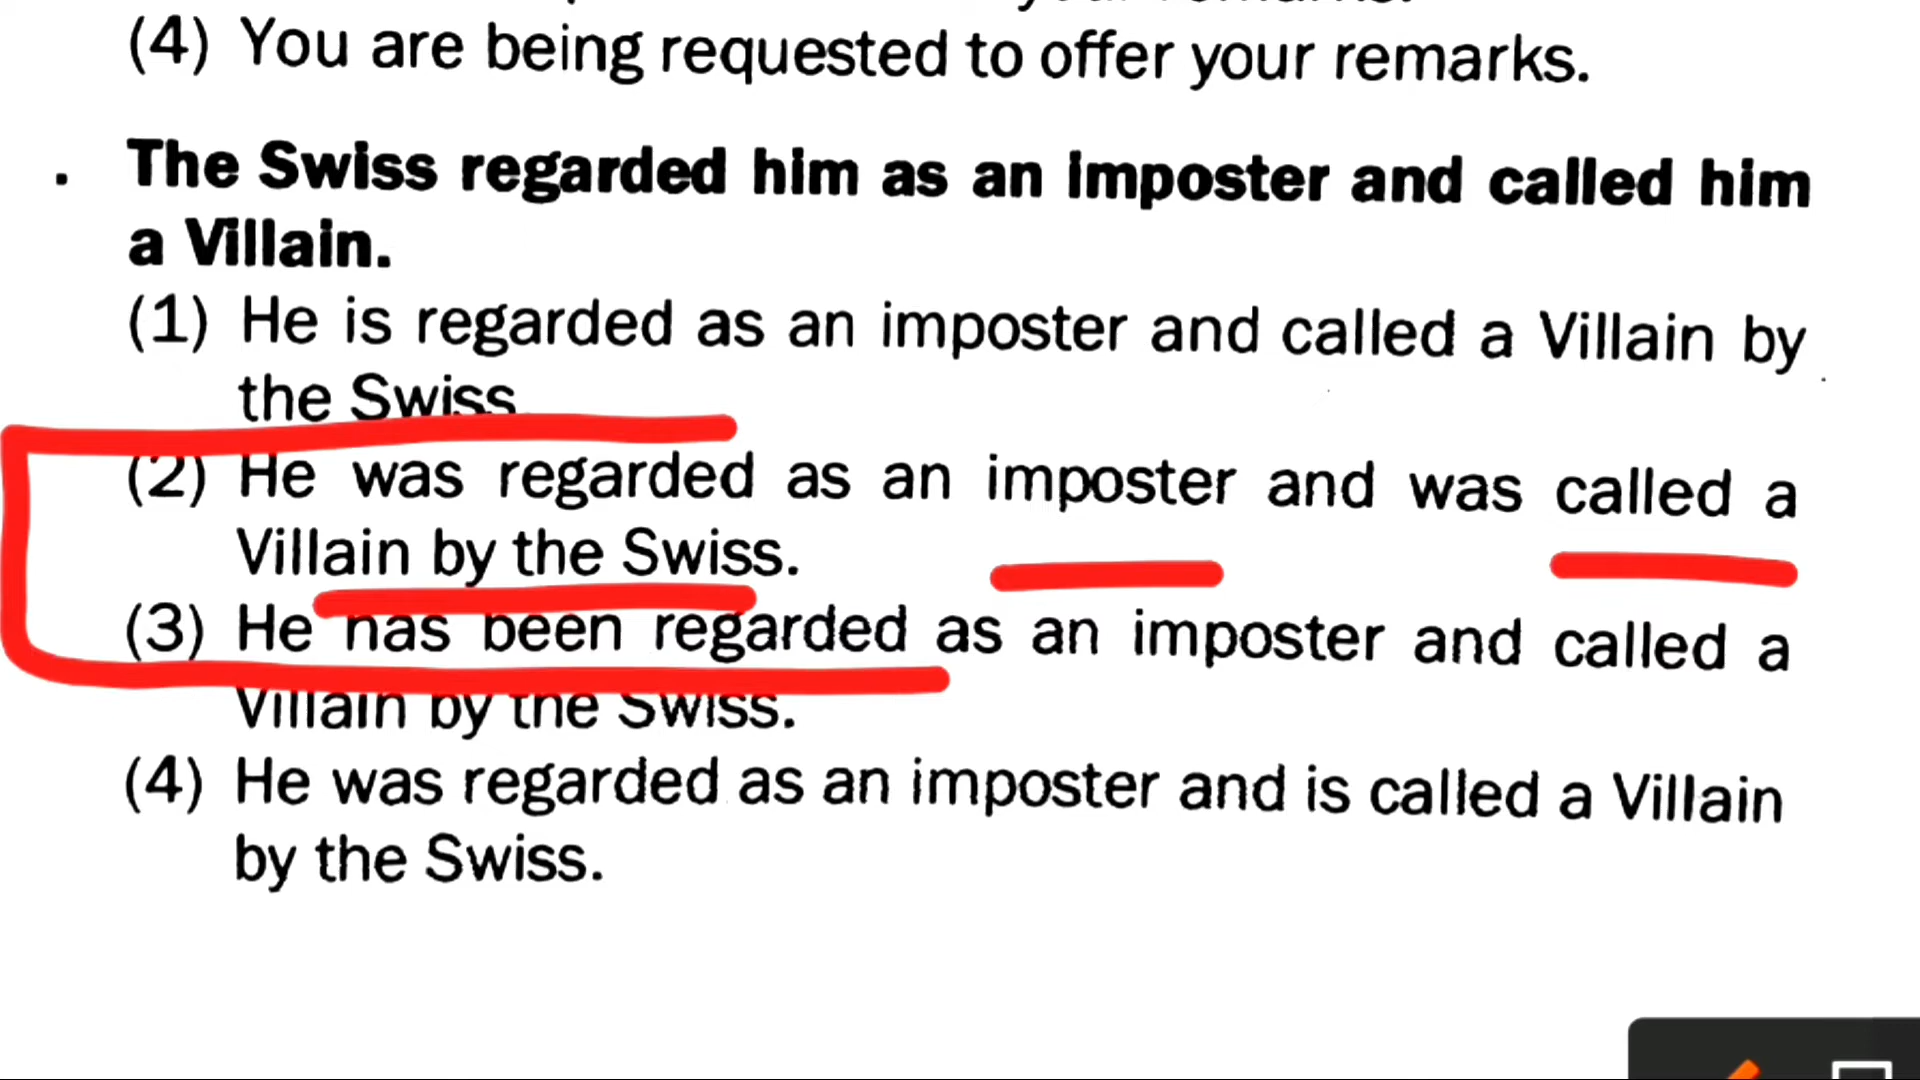 (4) You are being requested to offer your remarks.
. The Swiss regarded him as an imposter and called him
a Villain.
(1) He is regarded as an imposter and called a Villain by
the Swiss.
(2) He was regarded as an imposter and was called a
Villain by the Swiss.
(3) He has been regarded as an imposter and called a
Villain by the Swiss.
(4) He was regarded as an imposter and is called a Villain
by the Swiss.